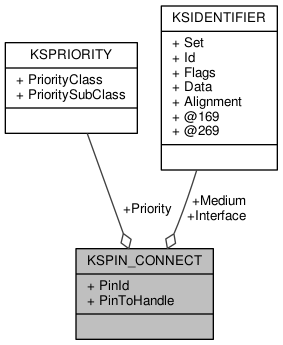 KSPRIORITY
+ PriorityClass
+ PrioritySubClass
KSIDENTIFIER
+ Set
+ Id
+ Flags
+ Data
+ Alignment
+ @169
+ @269
+Priority
+Medium
+Interface
KSPIN_CONNECT
+ PinId
+ PinToHandle